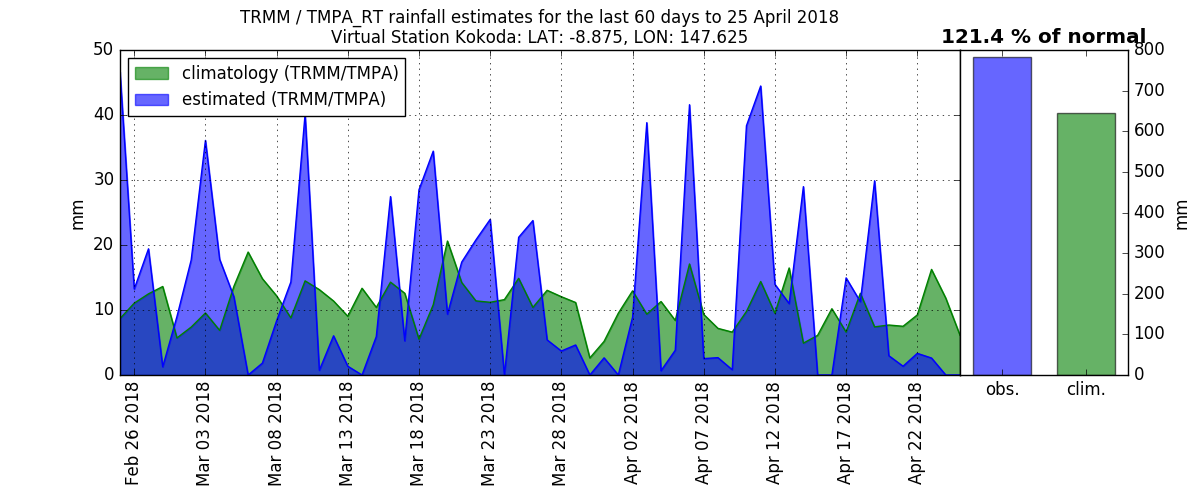 TRMM / TMPA_RT rainfall estimates for the last 60 days to 25 April 2018
Virtual Station Kokoda: LAT: -8.875, LON: 147.625
121.4 % of normal
climatology (TRMM/TMPA)
estimated (TRMM/TMPA)
50
40
30
20
10
0
mm
800
700
600
500
400
300
200
100
0
mm
Feb 26 2018
Mar 03 2018
Mar 08 2018
Mar 13 2018
Mar 18 2018
Mar 23 2018
Mar 28 2018
Apr 02 2018
Apr 07 2018
Apr 12 2018
Apr 17 2018
Apr 22 2018
obs.
clim.